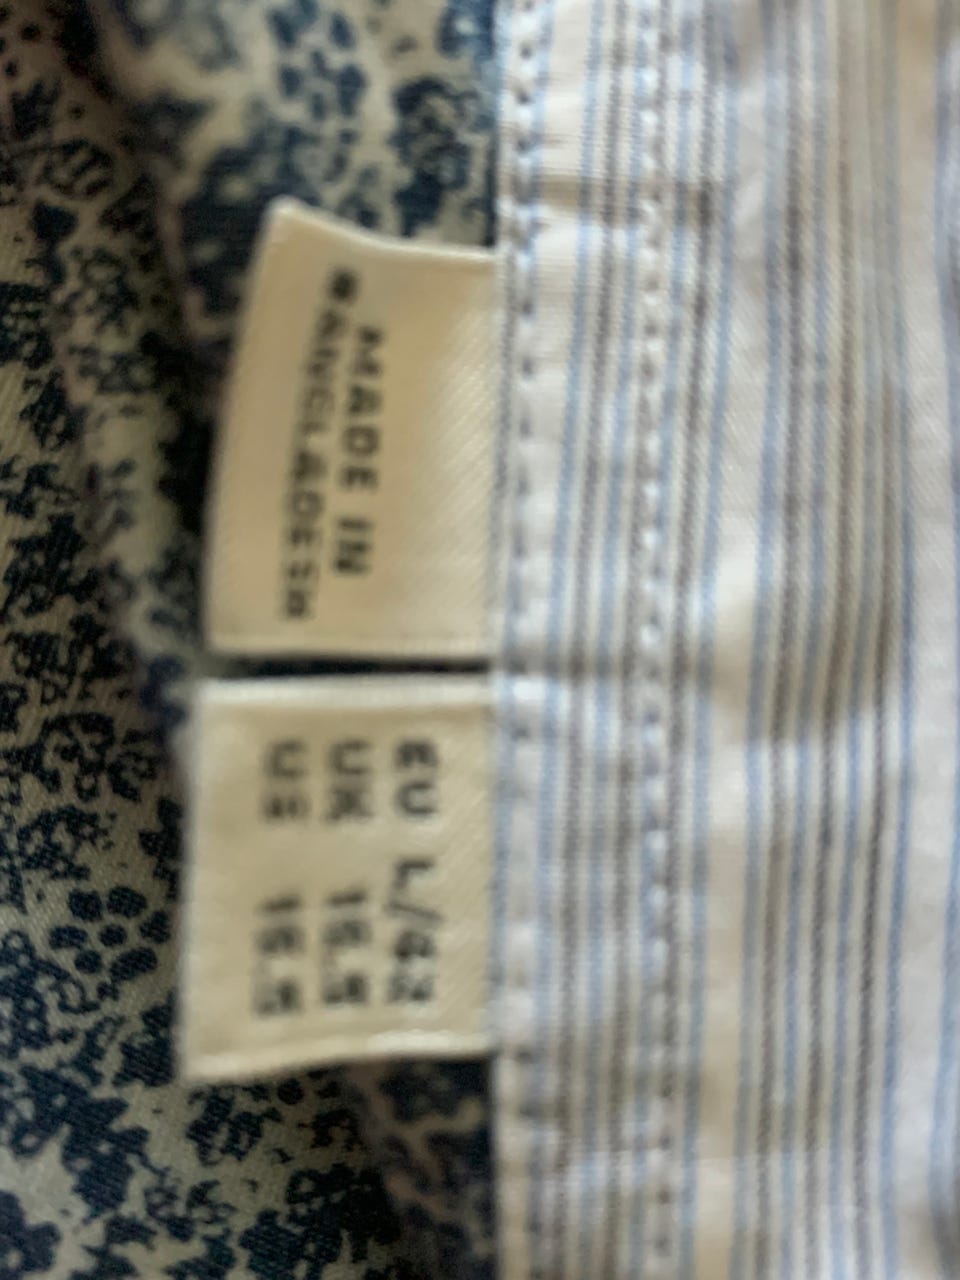 MADE IN
BANGLADESH
EU L/42
UK 16.5
US 16.5